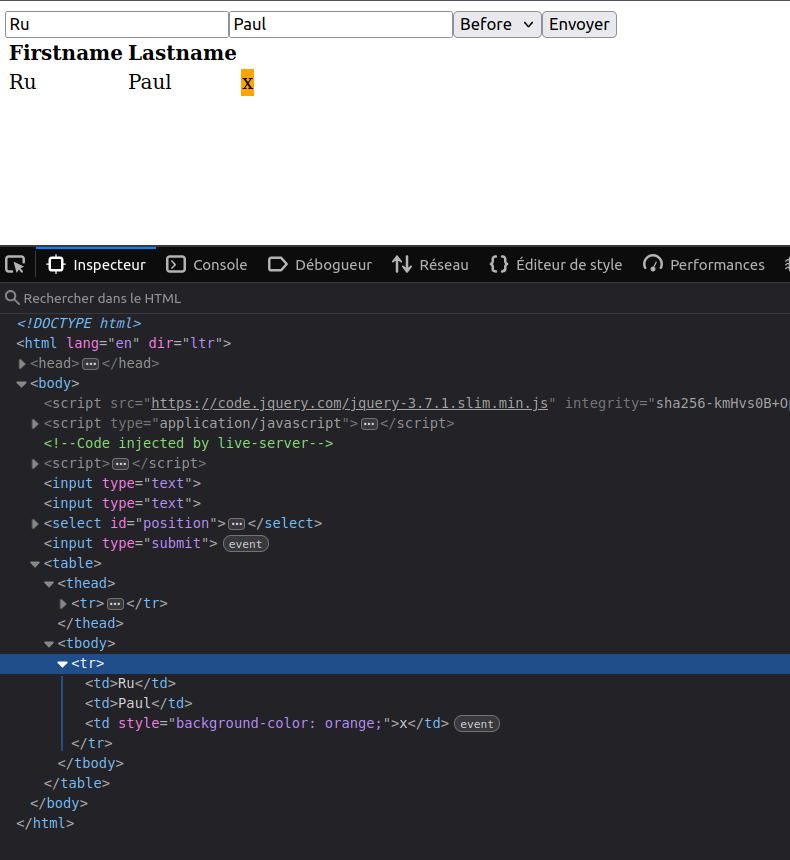 Ru Paul Before Envoyer
Firstname Lastname
Ru Paul x
Inspecteur Console Débogueur Réseau Éditeur de style Performances
Rechercher dans le HTML
<!DOCTYPE html>
<html lang="en" dir="ltr">
<head>⋯</head>
<body>
<script src="https://code.jquery.com/jquery-3.7.1.slim.min.js" integrity="sha256-kmHvs0B+Op
<script type="application/javascript">⋯</script>
<!--Code injected by live-server-->
<script>⋯</script>
<input type="text">
<input type="text">
<select id="position">⋯</select>
<input type="submit"> event
<table>
<thead>
<tr>⋯</tr>
</thead>
<tbody>
<tr>
<td>Ru</td>
<td>Paul</td>
<td style="background-color: orange;">x</td> event
</tr>
</tbody>
</table>
</body>
</html>